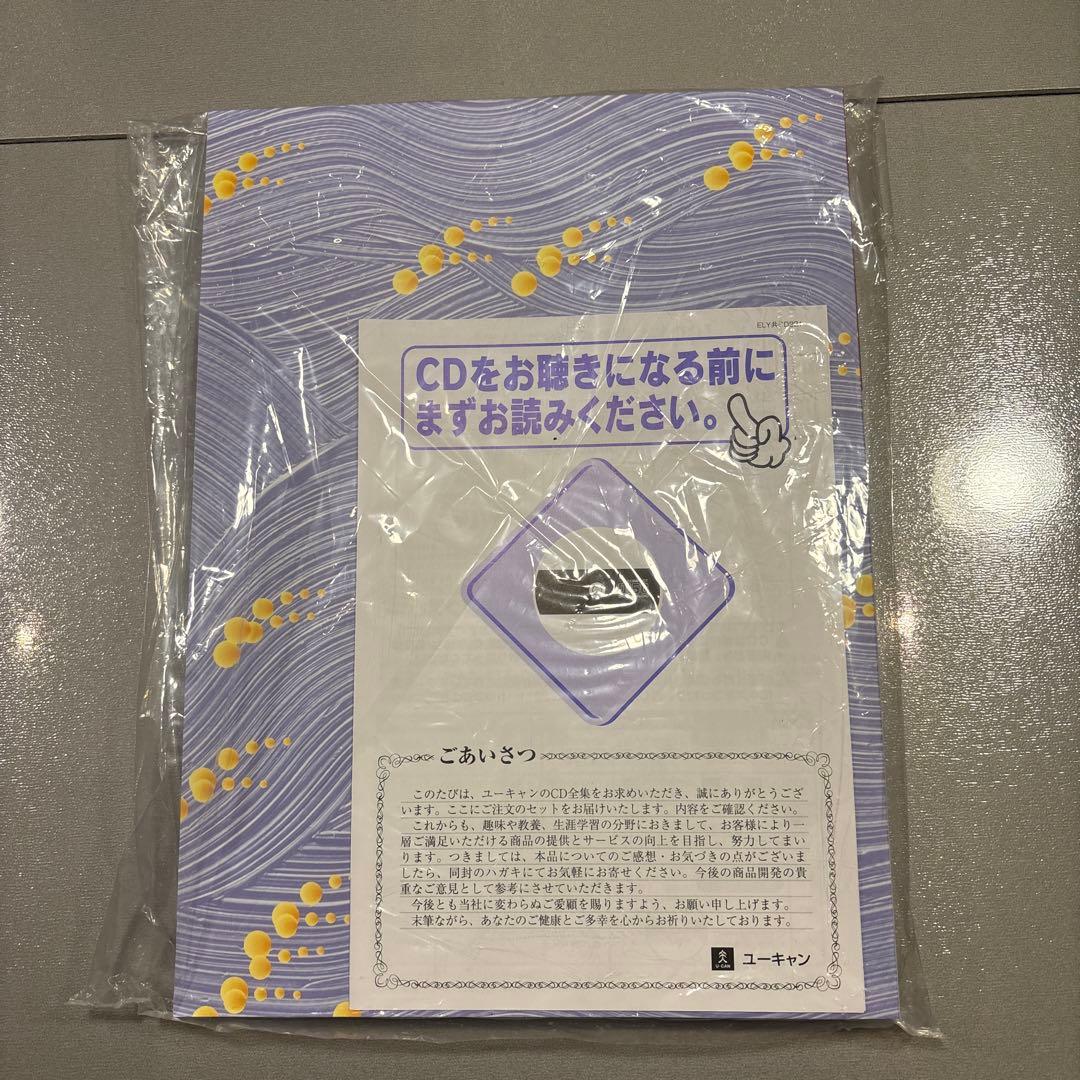 CDをお聴きになる前に
まずお読みください。
ごあいさつ
このたびは、ユーキャンのCD全集をお求めいただき、誠にありがとうござ
います。ここにご注文のセットをお届けいたします。内容をご確認ください。
これからも、趣味や教養、生涯学習の分野におきまして、お客様により一
層ご満足いただける商品の提供とサービスの向上を目指し、努力してまい
ります。つきましては、本品についてのご感想・お気づきの点がございま
したら、同封のハガキにてお気軽にお寄せください。今後の商品開発の貴
重なご意見として参考にさせていただきます。
今後とも当社に変わらぬご愛顧を賜りますよう、お願い申し上げます。
末筆ながら、あなたのご健康とご多幸を心からお祈りいたしております。
U-CAN
ユーキャン